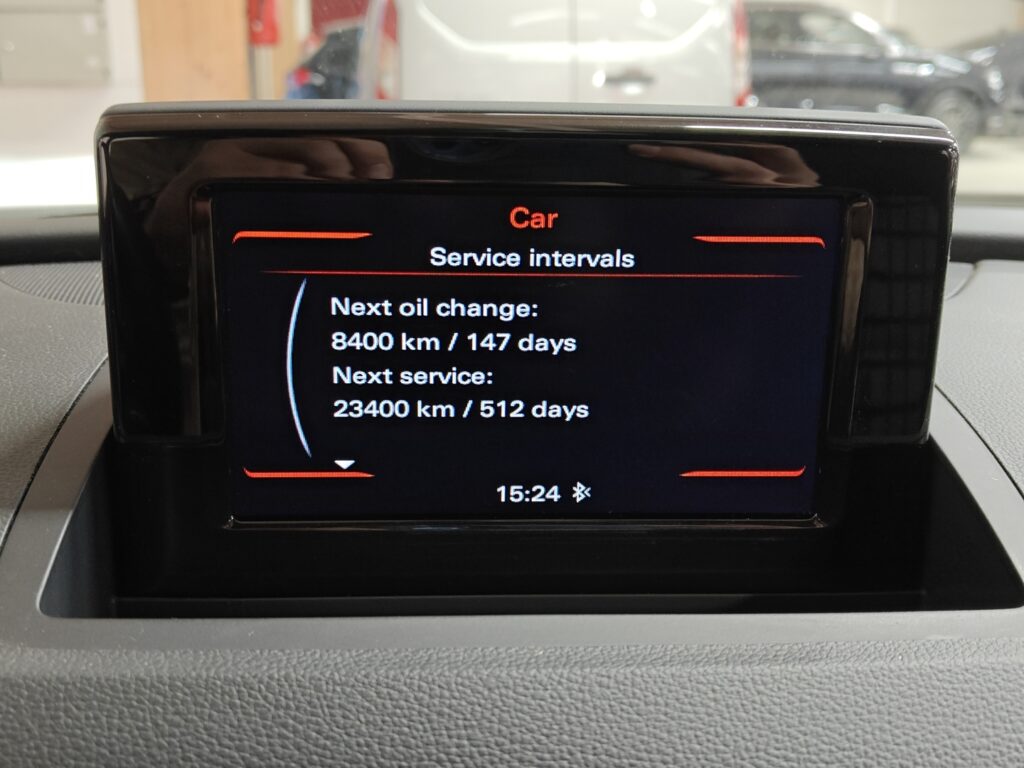 Car
Service intervals
Next oil change:
8400 km / 147 days
Next service:
23400 km / 512 days
15:24